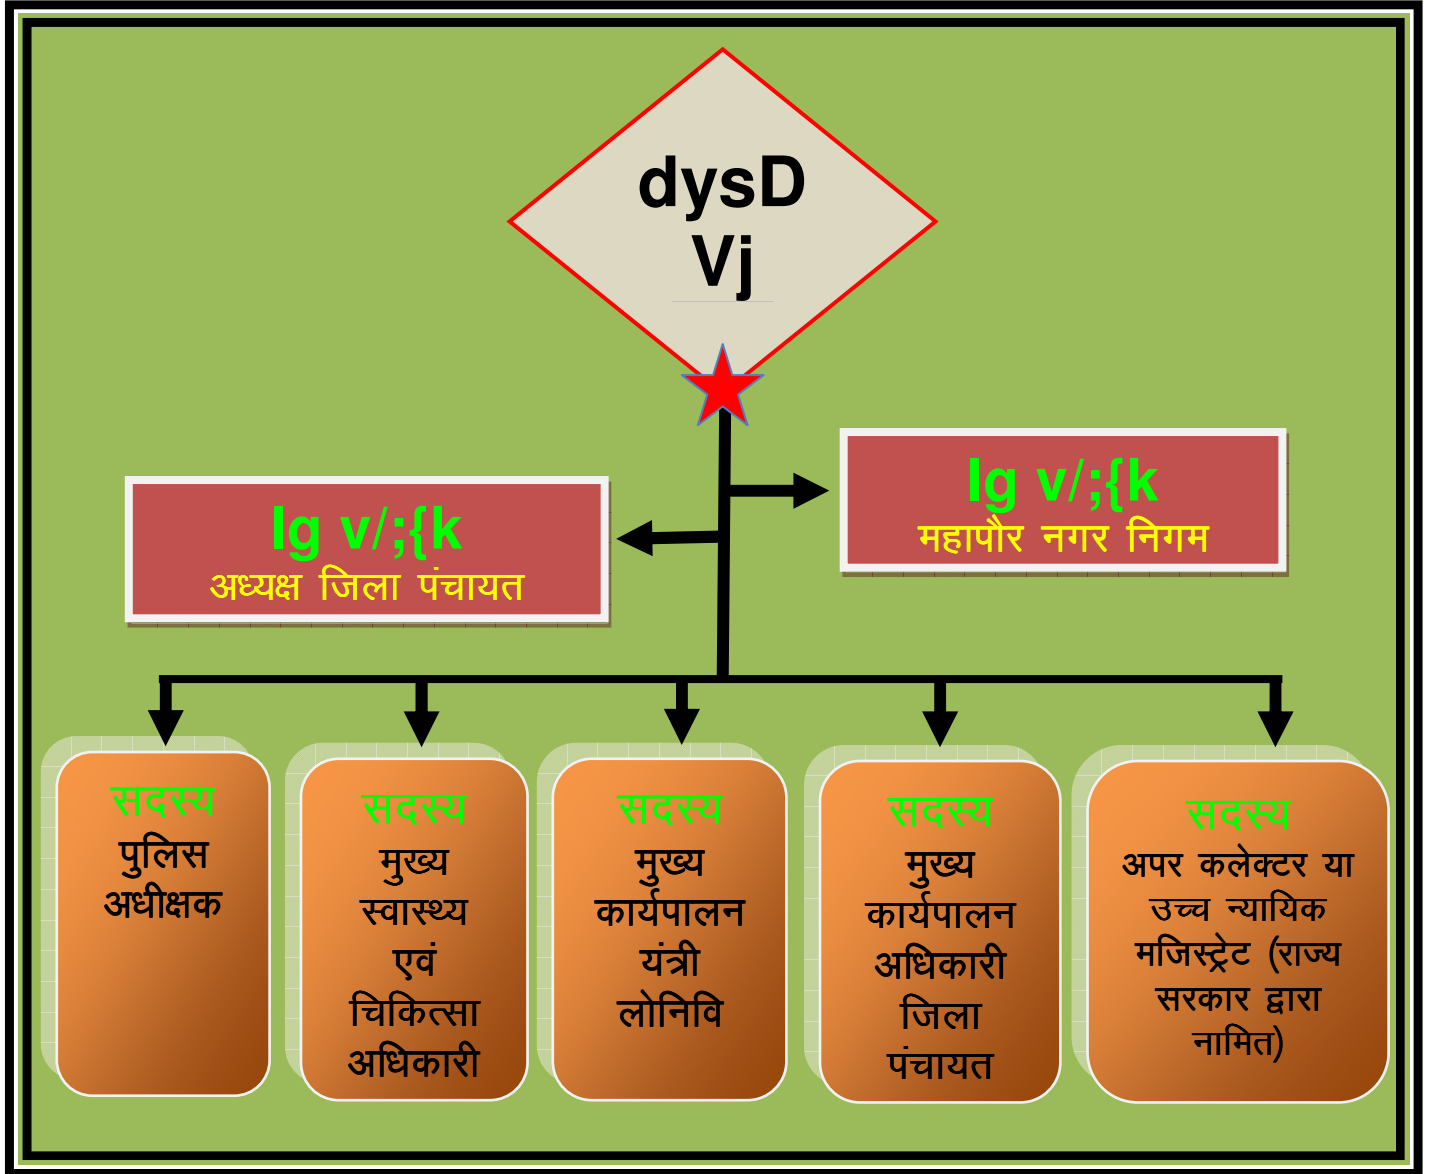 dysD
Vj
lg v/;{k
महापौर नगर निगम
lg v/;{k
अध्यक्ष जिला पंचायत
सदस्य
पुलिस
अधीक्षक
सदस्य
मुख्य
स्वास्थ्य
एवं
चिकित्सा
अधिकारी
सदस्य
मुख्य
कार्यपालन
यंत्री
लोनिवि
सदस्य
मुख्य
कार्यपालन
अधिकारी
जिला
पंचायत
सदस्य
अपर कलेक्टर या
उच्च न्यायिक
मजिस्ट्रेट (राज्य
सरकार द्वारा
नामित)